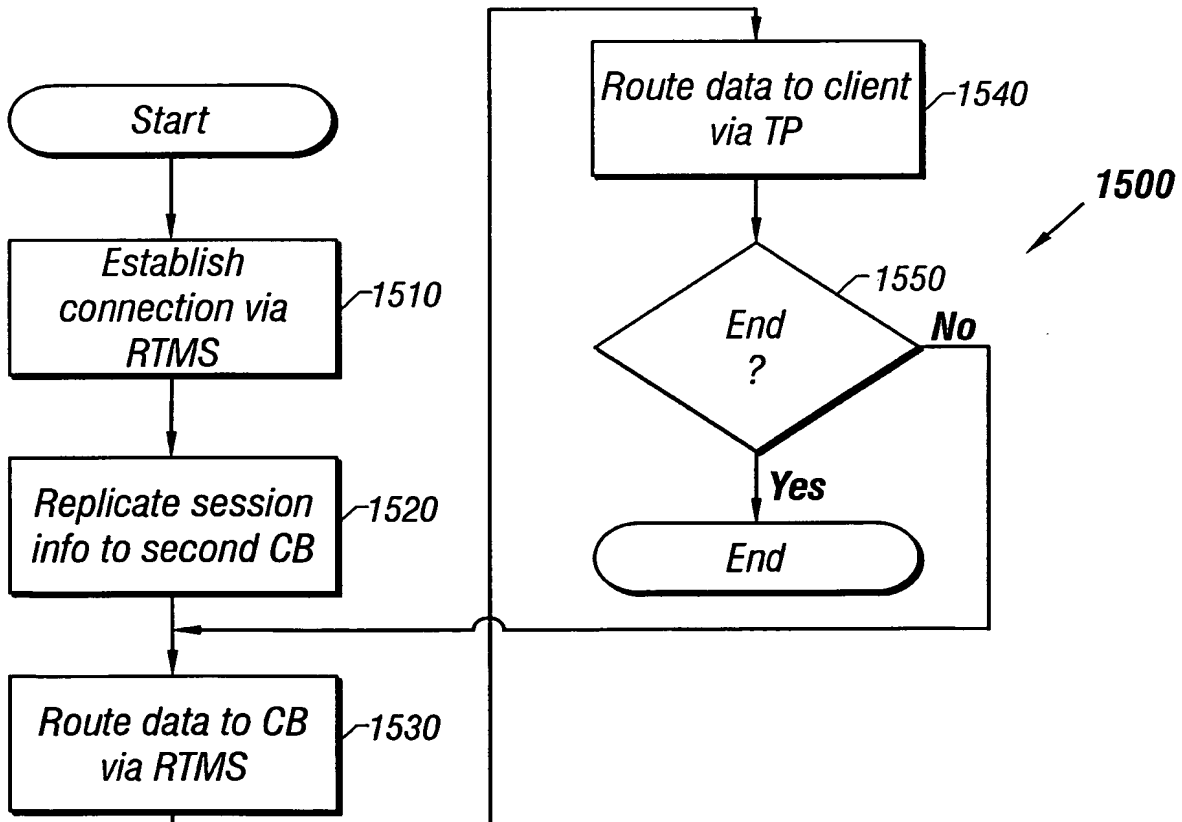 Start
Establish
connection via
RTMS
1510
Replicate session
info to second CB
1520
Route data to CB
via RTMS
1530
Route data to client
via TP
1540
1500
End
?
1550
No
Yes
End